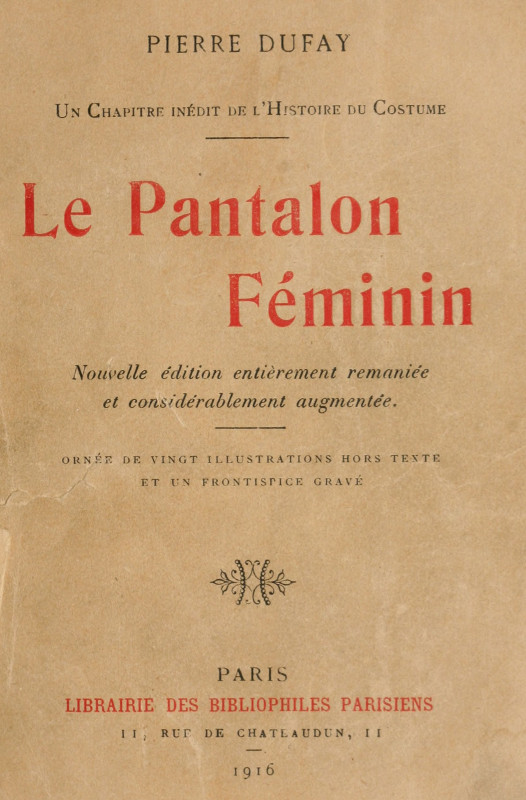 PIERRE DUFAY
UN CHAPITRE INÉDIT DE L'HISTOIRE DU COSTUME
Le Pantalon
Féminin
Nouvelle édition entièrement remaniée
et considérablement augmentée.
ORNÉE DE VINGT ILLUSTRATIONS HORS TEXTE
ET UN FRONTISPICE GRAVÉ
PARIS
LIBRAIRIE DES BIBLIOPHILES PARISIENS
11, RUE DE CHATEAUDUN, 11
1916